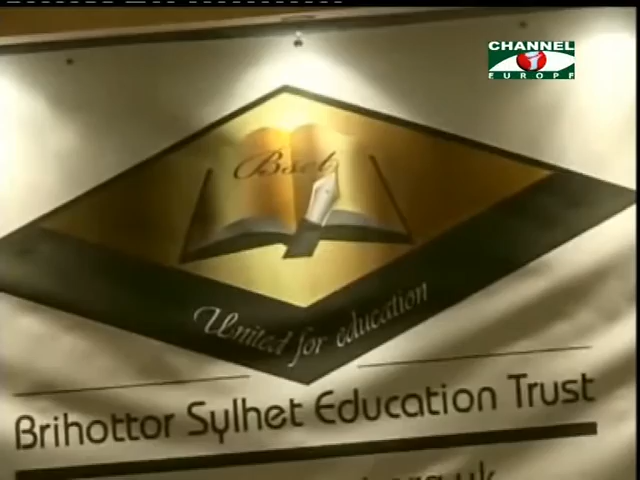 CHANNEL
i
EUROPE
Bset
United for education
Brihottor Sylhet Education Trust